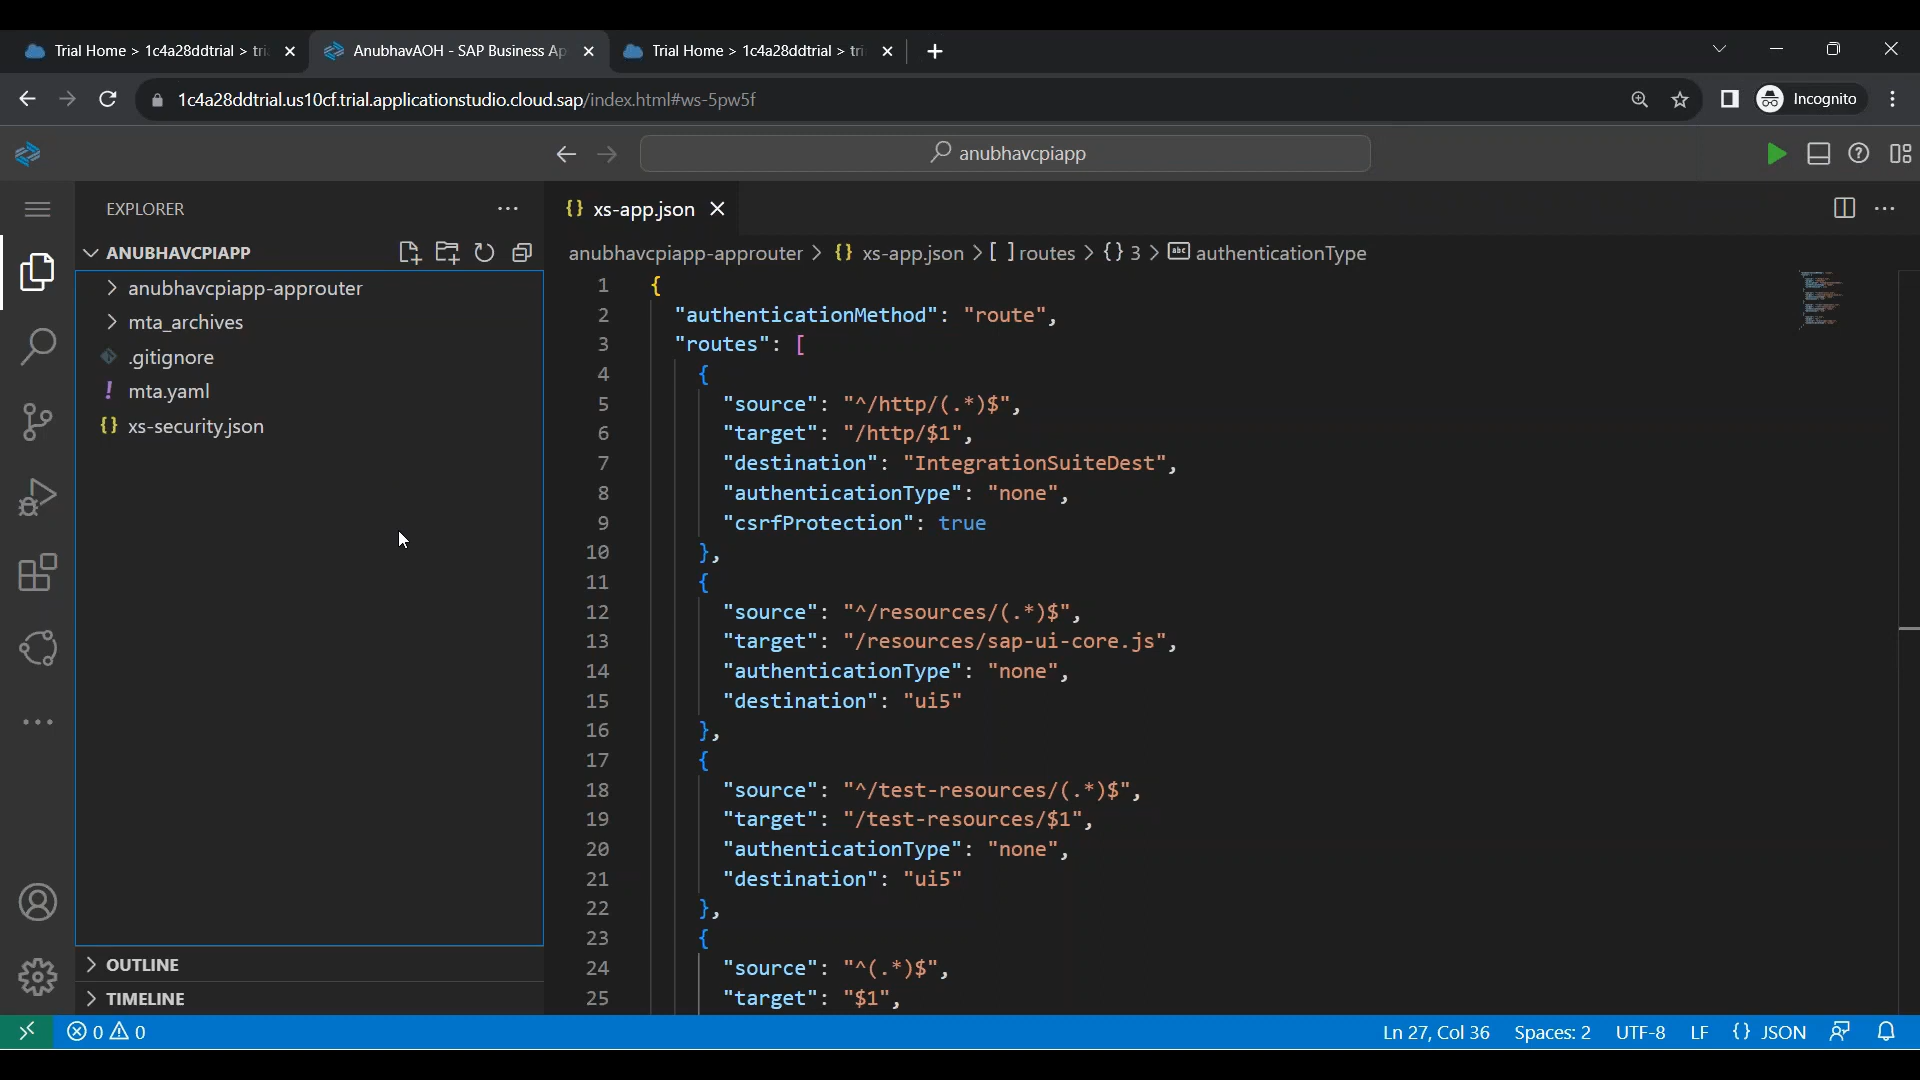 Trial Home > 1c4a28ddtrial > tri
AnubhavAOH - SAP Business Ap
Trial Home > 1c4a28ddtrial > tri
1c4a28ddtrial.us10cf.trial.applicationstudio.cloud.sap/index.html#ws-5pw5f
Incognito
anubhavcpiapp
EXPLORER
ANUBHAVCPIAPP
anubhavcpiapp-approuter
mta_archives
.gitignore
! mta.yaml
{} xs-security.json
OUTLINE
TIMELINE
{} xs-app.json
anubhavcpiapp-approuter > {} xs-app.json > [ ] routes > {} 3 > abc authenticationType
1 {
2 "authenticationMethod": "route",
3 "routes": [
4 {
5 "source": "^/http/(.*)$",
6 "target": "/http/$1",
7 "destination": "IntegrationSuiteDest",
8 "authenticationType": "none",
9 "csrfProtection": true
10 },
11 {
12 "source": "^/resources/(.*)$",
13 "target": "/resources/sap-ui-core.js",
14 "authenticationType": "none",
15 "destination": "ui5"
16 },
17 {
18 "source": "^/test-resources/(.*)$",
19 "target": "/test-resources/$1",
20 "authenticationType": "none",
21 "destination": "ui5"
22 },
23 {
24 "source": "^(.*)$",
25 "target": "$1",
0 0
Ln 27, Col 36
Spaces: 2
UTF-8
LF
{} JSON